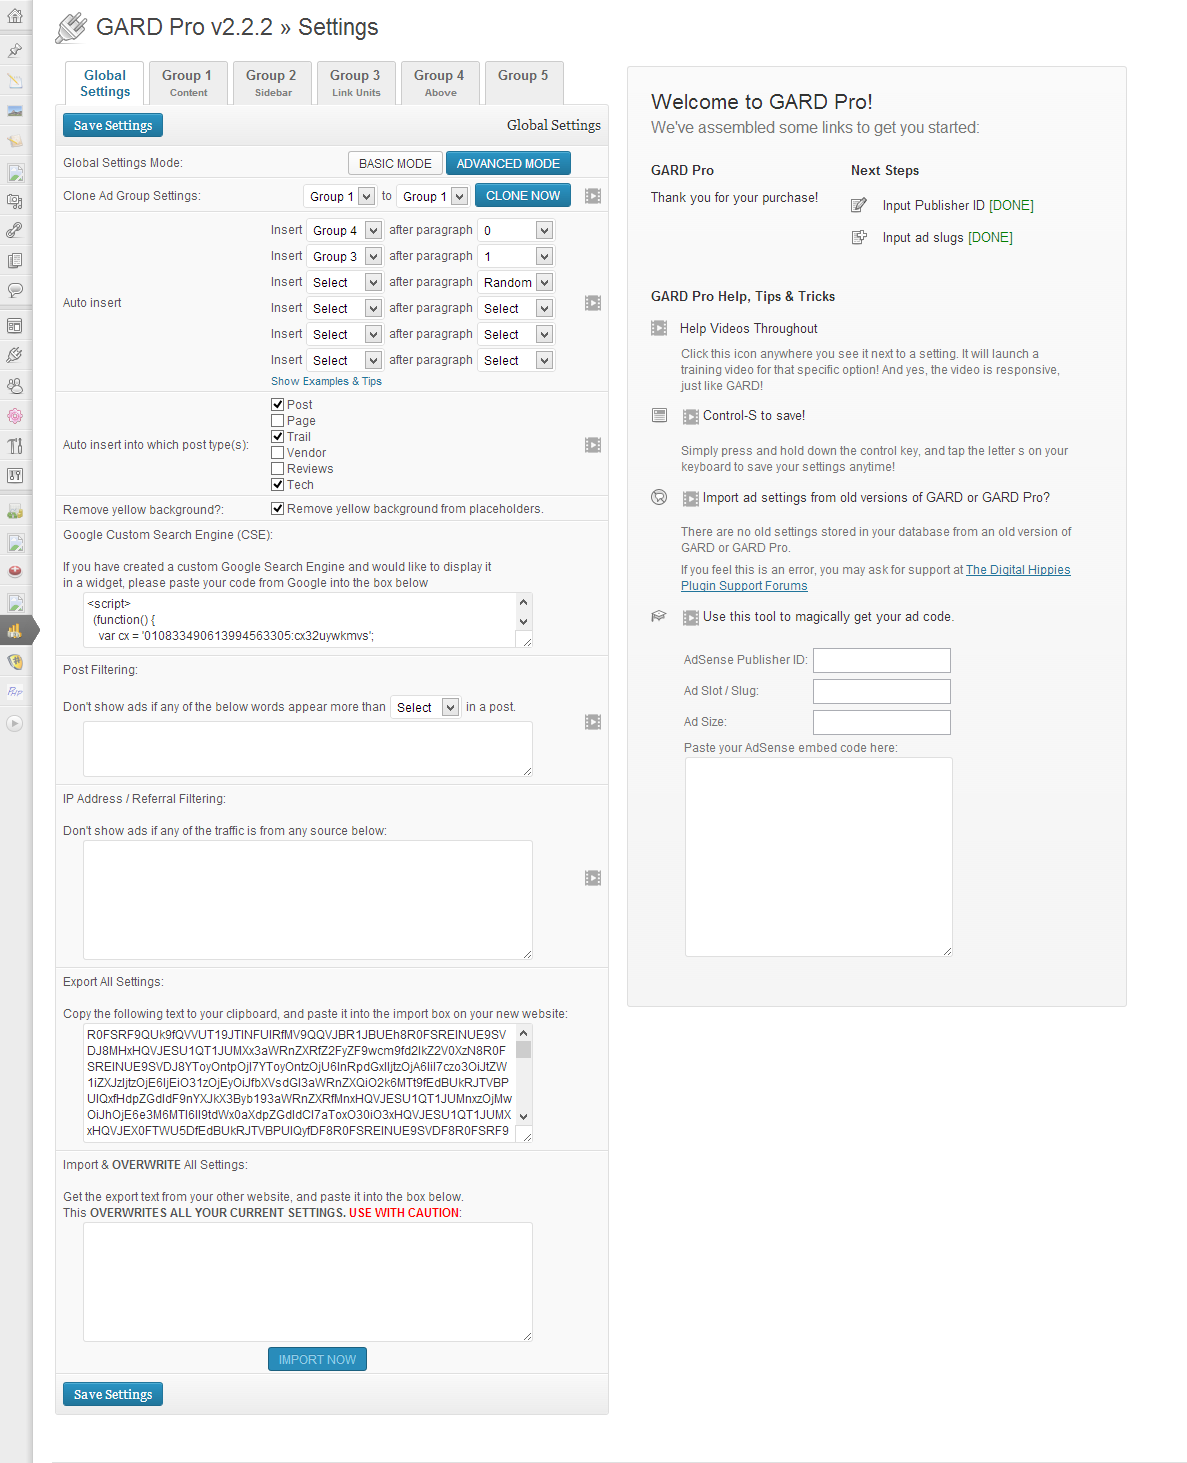 GARD Pro v2.2.2 » Settings
Global Settings
Group 1 Content
Group 2 Sidebar
Group 3 Link Units
Group 4 Above
Group 5
Save Settings
Global Settings
Global Settings Mode: BASIC MODE ADVANCED MODE
Clone Ad Group Settings: Group 1 to Group 1 CLONE NOW
Auto insert
Insert Group 4 after paragraph 0
Insert Group 3 after paragraph 1
Insert Select after paragraph Random
Insert Select after paragraph Select
Insert Select after paragraph Select
Insert Select after paragraph Select
Show Examples & Tips
Auto insert into which post type(s):
Post
Page
Trail
Vendor
Reviews
Tech
Remove yellow background?: Remove yellow background from placeholders.
Google Custom Search Engine (CSE):
If you have created a custom Google Search Engine and would like to display it
in a widget, please paste your code from Google into the box below
<script>
(function() {
var cx = '010833490613994563305:cx32uywkmvs';
Post Filtering:
Don't show ads if any of the below words appear more than Select in a post.
IP Address / Referral Filtering:
Don't show ads if any of the traffic is from any source below:
Export All Settings:
Copy the following text to your clipboard, and paste it into the import box on your new website:
Import & OVERWRITE All Settings:
Get the export text from your other website, and paste it into the box below.
This OVERWRITES ALL YOUR CURRENT SETTINGS. USE WITH CAUTION:
IMPORT NOW
Save Settings
Welcome to GARD Pro!
We've assembled some links to get you started:
GARD Pro
Thank you for your purchase!
Next Steps
Input Publisher ID [DONE]
Input ad slugs [DONE]
GARD Pro Help, Tips & Tricks
Help Videos Throughout
Click this icon anywhere you see it next to a setting. It will launch a
training video for that specific option! And yes, the video is responsive,
just like GARD!
Control-S to save!
Simply press and hold down the control key, and tap the letter s on your
keyboard to save your settings anytime!
Import ad settings from old versions of GARD or GARD Pro?
There are no old settings stored in your database from an old version of
GARD or GARD Pro.
If you feel this is an error, you may ask for support at The Digital Hippies
Plugin Support Forums
Use this tool to magically get your ad code.
AdSense Publisher ID:
Ad Slot / Slug:
Ad Size:
Paste your AdSense embed code here: